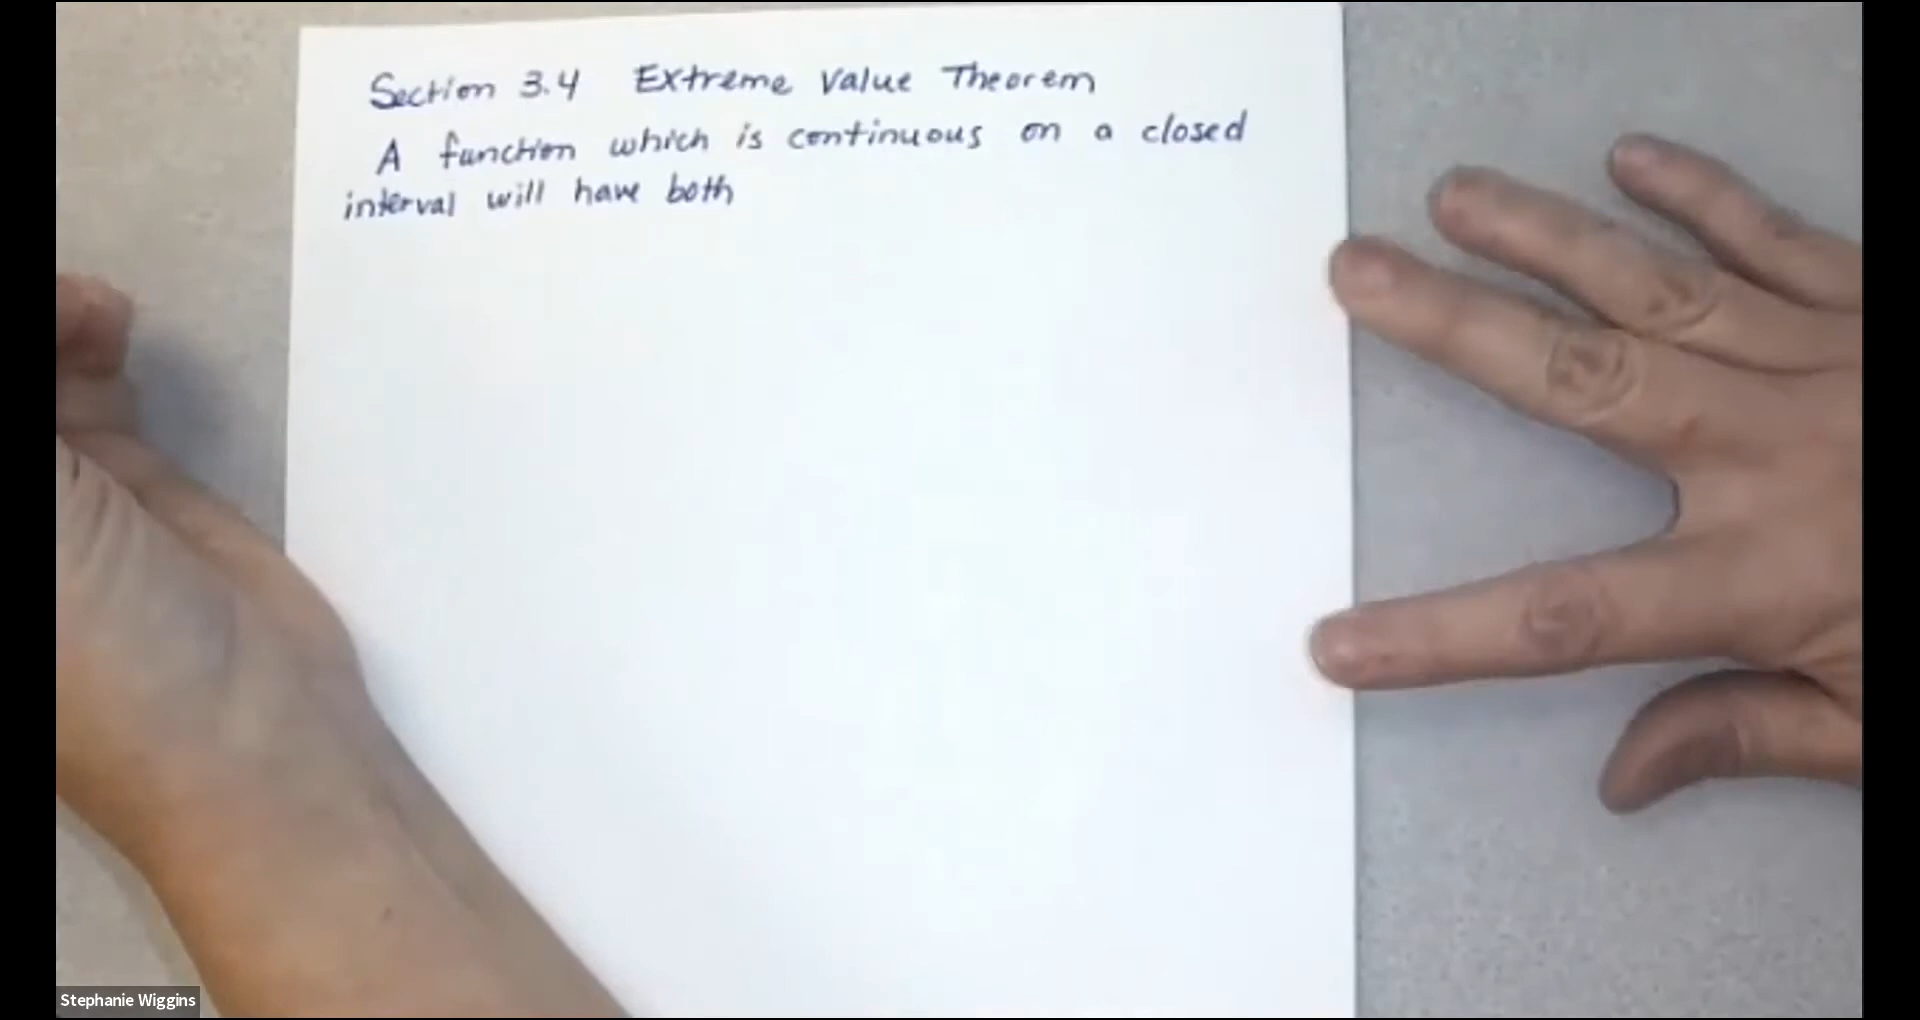 Section 3.4 Extreme Value Theorem
A function which is continuous on a closed
interval will have both
Stephanie Wiggins